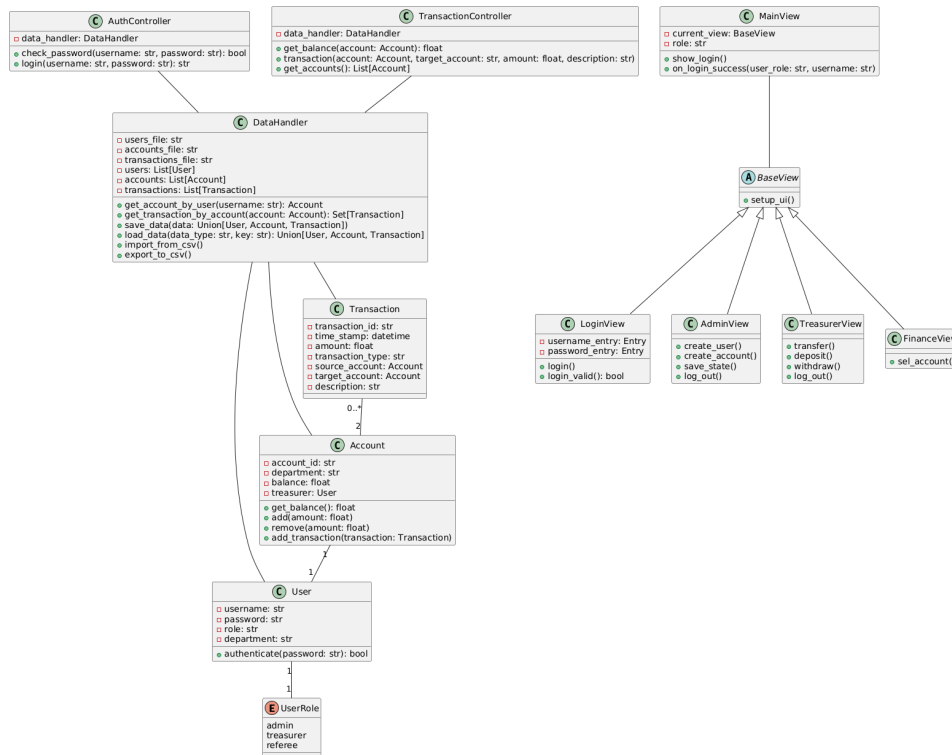 C AuthController
data_handler: DataHandler
check_password(username: str, password: str): bool
login(username: str, password: str): str
C TransactionController
data_handler: DataHandler
get_balance(account: Account): float
transaction(account: Account, target_account: str, amount: float, description: str)
get_accounts(): List[Account]
C MainView
current_view: BaseView
role: str
show_login()
on_login_success(user_role: str, username: str)
C DataHandler
users_file: str
accounts_file: str
transactions_file: str
users: List[User]
accounts: List[Account]
transactions: List[Transaction]
get_account_by_user(username: str): Account
get_transaction_by_account(account: Account): Set[Transaction]
save_data(data: Union[User, Account, Transaction])
load_data(data_type: str, key: str): Union[User, Account, Transaction]
import_from_csv()
export_to_csv()
A BaseView
setup_ui()
C Transaction
transaction_id: str
time_stamp: datetime
amount: float
transaction_type: str
source_account: Account
target_account: Account
description: str
C LoginView
username_entry: Entry
password_entry: Entry
login()
login_valid(): bool
C AdminView
create_user()
create_account()
save_state()
log_out()
C TreasurerView
transfer()
deposit()
withdraw()
log_out()
C FinanceView
sel_account(
0..*
2
C Account
account_id: str
department: str
balance: float
treasurer: User
get_balance(): float
add(amount: float)
remove(amount: float)
add_transaction(transaction: Transaction)
1
1
C User
username: str
password: str
role: str
department: str
authenticate(password: str): bool
1
1
E UserRole
admin
treasurer
referee